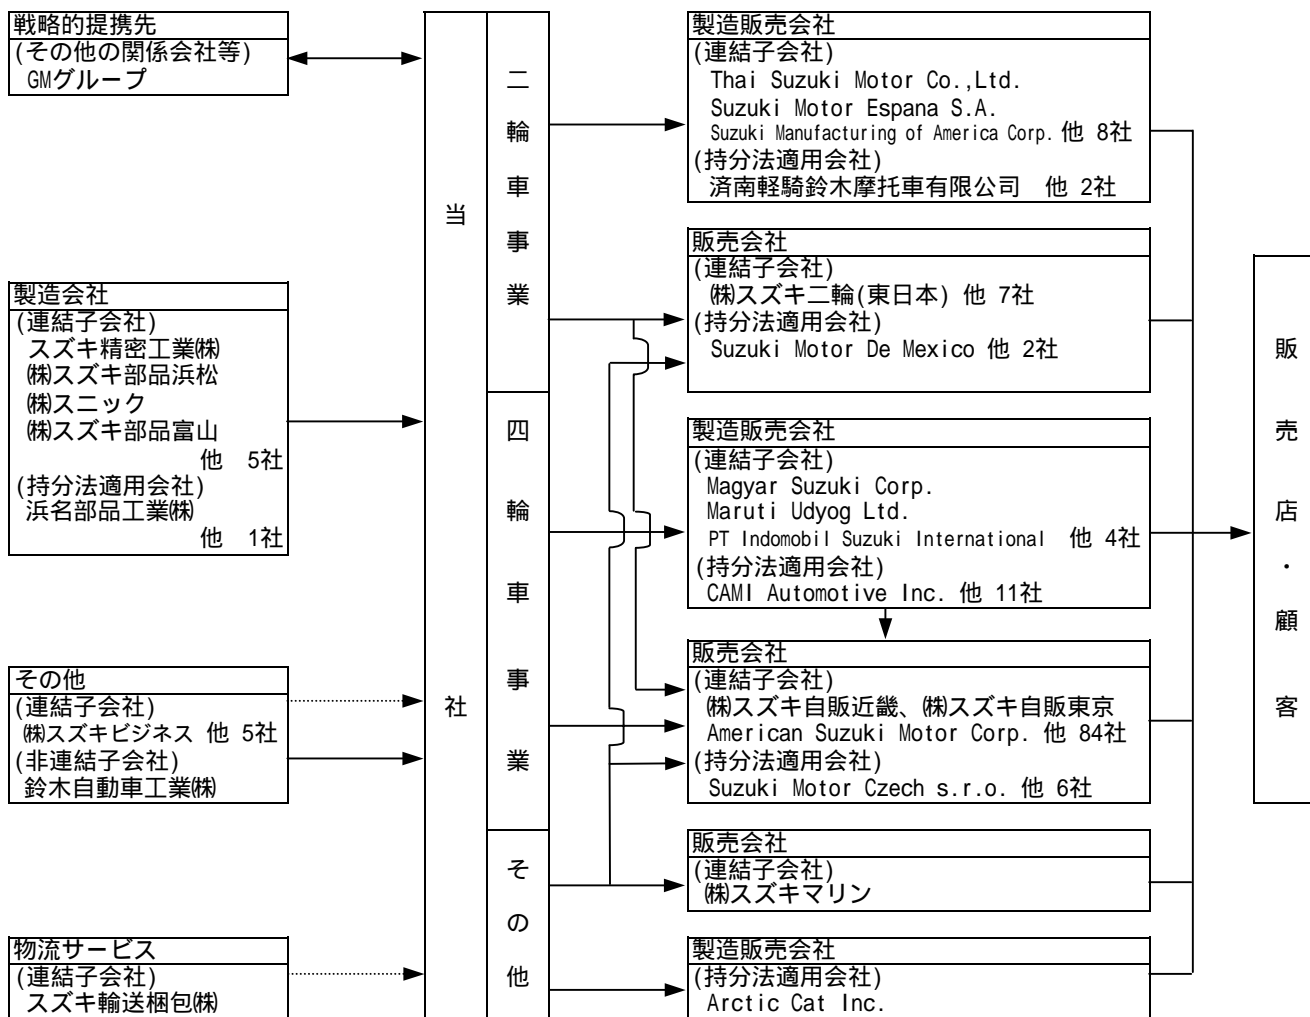 戦略的提携先
(その他の関係会社等)
GMグループ
製造会社
(連結子会社)
スズキ精密工業㈱
㈱スズキ部品浜松
㈱スニック
㈱スズキ部品富山
他 5社
(持分法適用会社)
浜名部品工業㈱
他 1社
その他
(連結子会社)
㈱スズキビジネス 他 5社
(非連結子会社)
鈴木自動車工業㈱
物流サービス
(連結子会社)
スズキ輸送梱包㈱
当社
二輪車事業
四輪車事業
その他
製造販売会社
(連結子会社)
Thai Suzuki Motor Co.,Ltd.
Suzuki Motor Espana S.A.
Suzuki Manufacturing of America Corp. 他 8社
(持分法適用会社)
済南軽騎鈴木摩托車有限公司 他 2社
販売会社
(連結子会社)
㈱スズキ二輪(東日本) 他 7社
(持分法適用会社)
Suzuki Motor De Mexico 他 2社
製造販売会社
(連結子会社)
Magyar Suzuki Corp.
Maruti Udyog Ltd.
PT Indomobil Suzuki International 他 4社
(持分法適用会社)
CAMI Automotive Inc. 他 11社
販売会社
(連結子会社)
㈱スズキ自販近畿、㈱スズキ自販東京
American Suzuki Motor Corp. 他 84社
(持分法適用会社)
Suzuki Motor Czech s.r.o. 他 6社
販売会社
(連結子会社)
㈱スズキマリン
製造販売会社
(持分法適用会社)
Arctic Cat Inc.
販売店・顧客